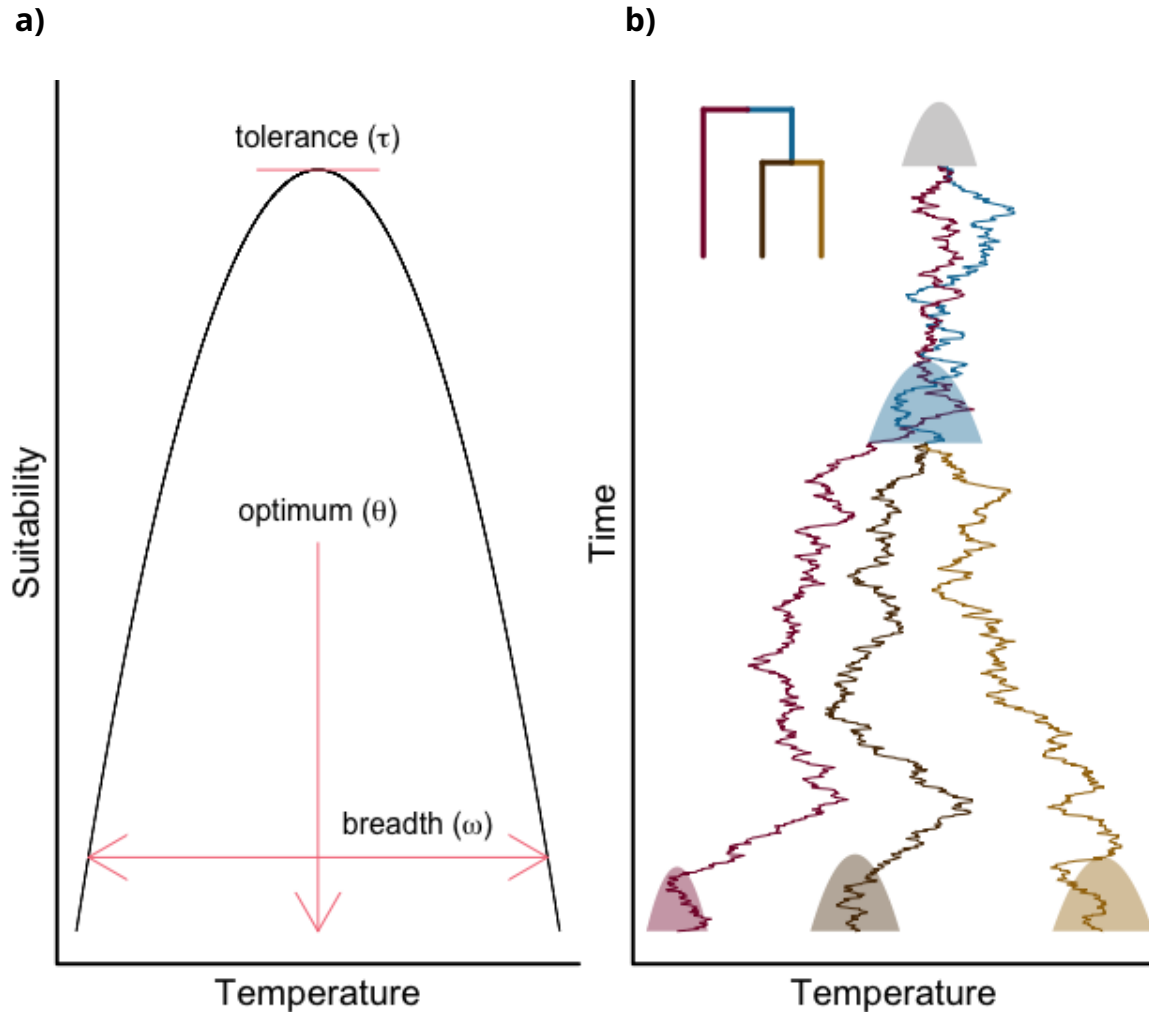 a)
tolerance (τ)
optimum (θ)
breadth (ω)
Suitability
Temperature
b)
Time
Temperature